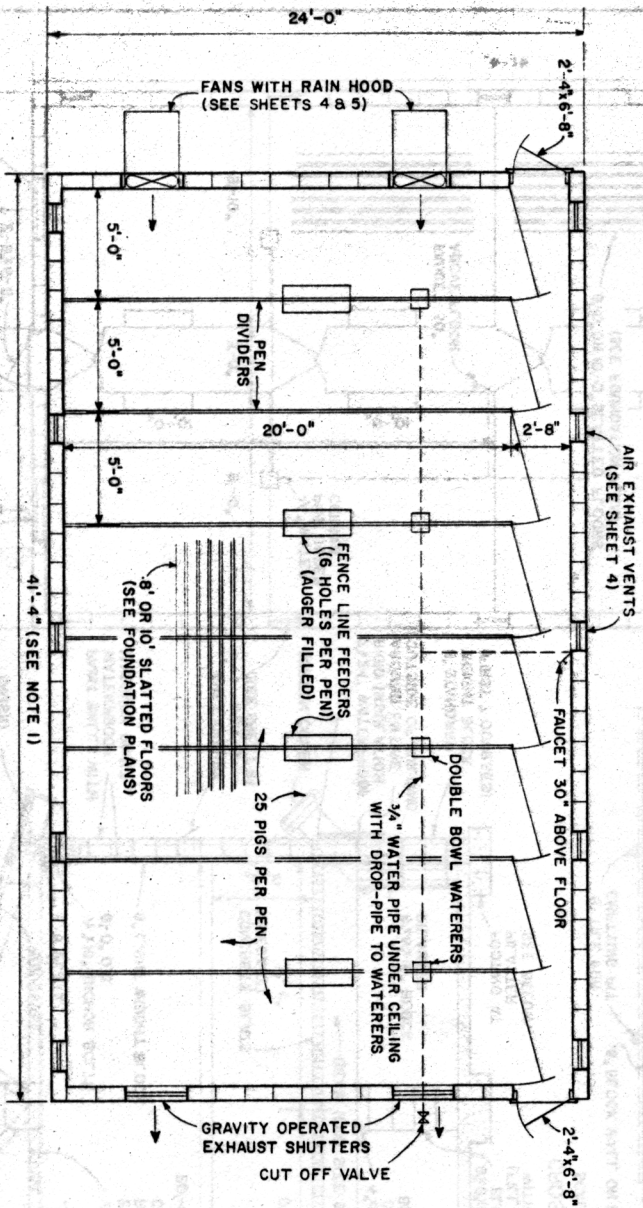 24'-0"
FANS WITH RAIN HOOD
(SEE SHEETS 4 & 5)
2'-4"x6'-8"
5'-0"
5'-0"
5'-0"
PEN
DIVIDERS
20'-0"
2'-8"
AIR EXHAUST VENTS
(SEE SHEET 4)
41'-4" (SEE NOTE 1)
8' OR 10' SLATTED FLOORS
(SEE FOUNDATION PLANS)
FENCE LINE FEEDERS
(16 HOLES PER PEN)
(AUGER FILLED)
FAUCET 30" ABOVE FLOOR
DOUBLE BOWL WATERERS
3/4" WATER PIPE UNDER CEILING
WITH DROP-PIPE TO WATERERS
25 PIGS PER PEN
GRAVITY OPERATED
EXHAUST SHUTTERS
CUT OFF VALVE
2'-4"x6'-8"